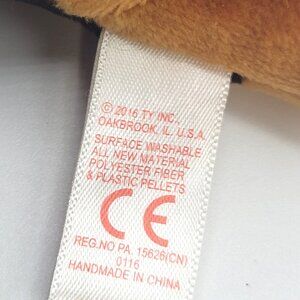 © 2016 TY INC.
OAKBROOK, IL. U.S.A.
SURFACE WASHABLE
ALL NEW MATERIAL
POLYESTER FIBER
& PLASTIC PELLETS
CE
REG.NO PA. 15626(CN)
0116
HANDMADE IN CHINA